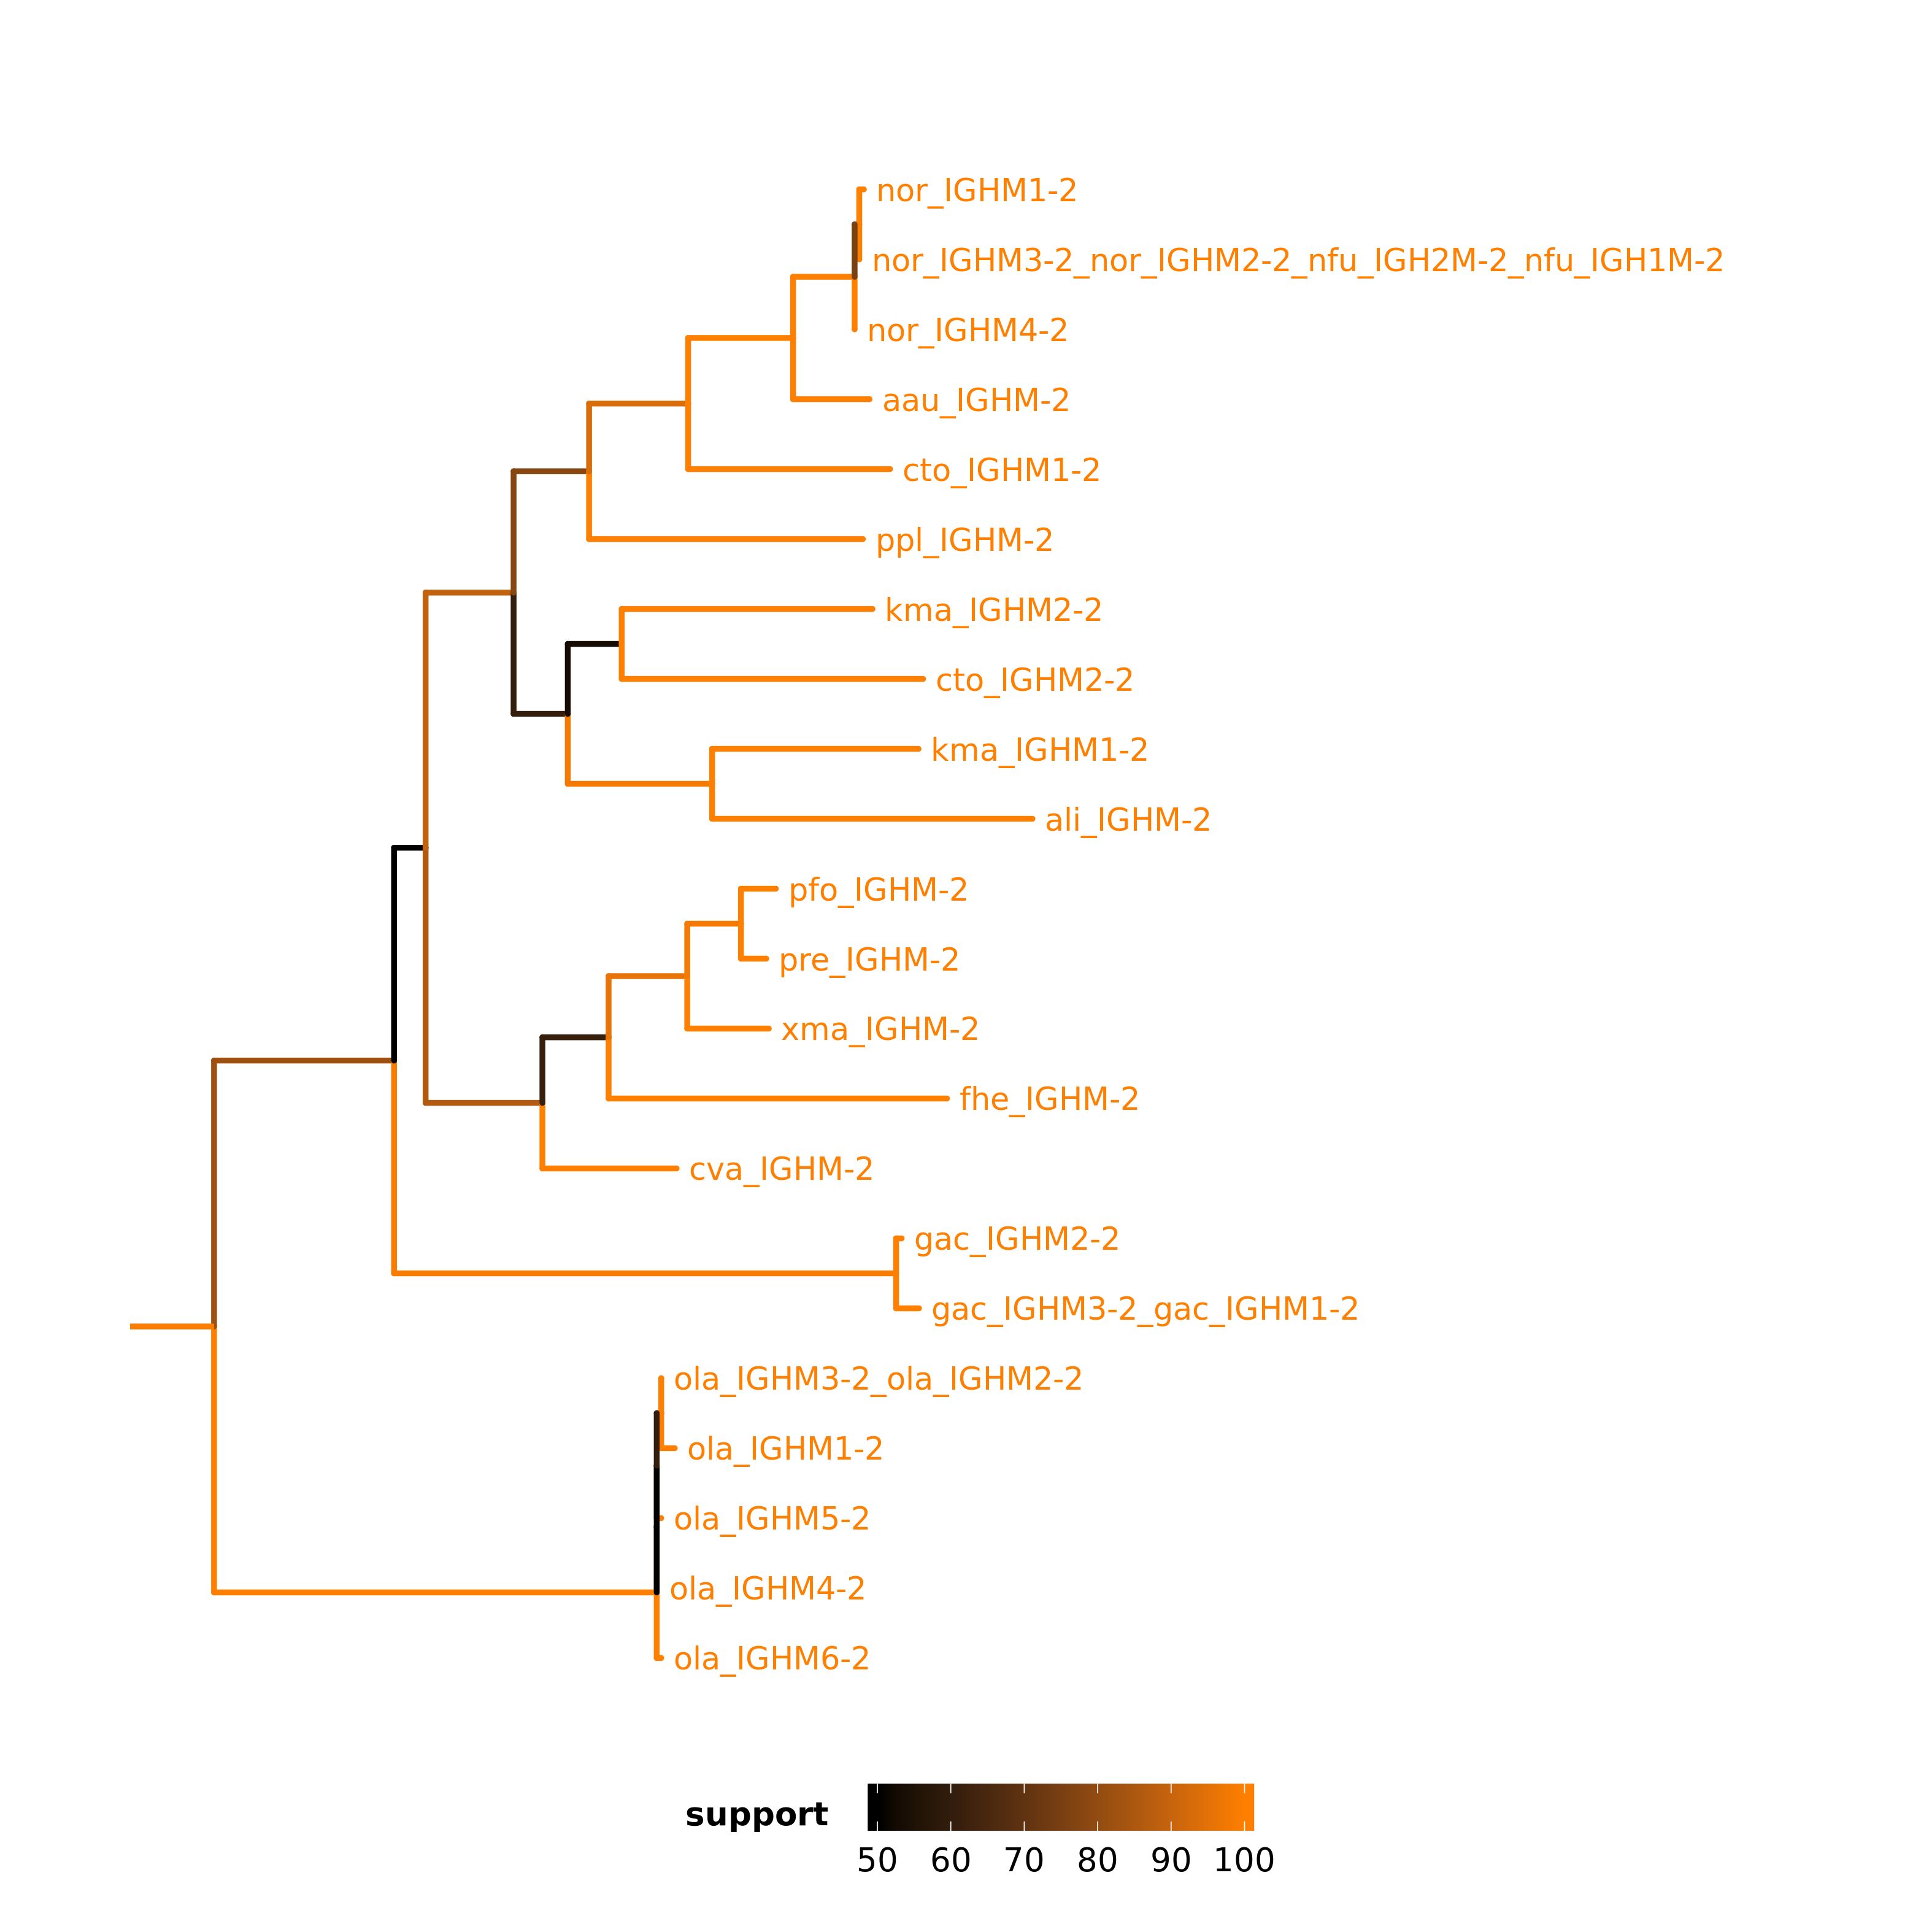 nor_IGHM1-2
nor_IGHM3-2_nor_IGHM2-2_nfu_IGH2M-2_nfu_IGH1M-2
nor_IGHM4-2
aau_IGHM-2
cto_IGHM1-2
ppl_IGHM-2
kma_IGHM2-2
cto_IGHM2-2
kma_IGHM1-2
ali_IGHM-2
pfo_IGHM-2
pre_IGHM-2
xma_IGHM-2
fhe_IGHM-2
cva_IGHM-2
gac_IGHM2-2
gac_IGHM3-2_gac_IGHM1-2
ola_IGHM3-2_ola_IGHM2-2
ola_IGHM1-2
ola_IGHM5-2
ola_IGHM4-2
ola_IGHM6-2
support
50 60 70 80 90 100